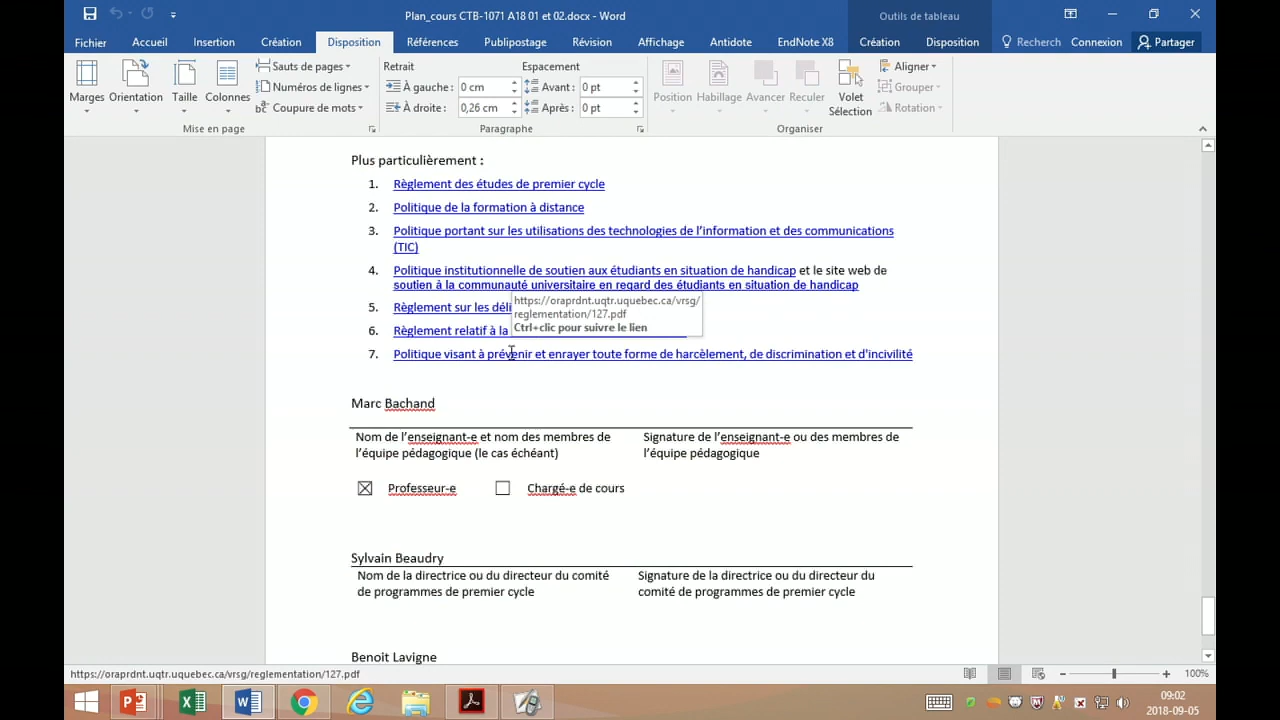 Plan_cours CTB-1071 A18 01 et 02.docx - Word
Outils de tableau
Fichier Accueil Insertion Création Disposition Références Publipostage Révision Affichage Antidote EndNote X8 Création Disposition Recherch Connexion Partager
Marges Orientation Taille Colonnes
Sauts de pages
Numéros de lignes
Coupure de mots
Mise en page
Retrait Espacement
À gauche : 0 cm Avant : 0 pt
À droite : 0,26 cm Après : 0 pt
Paragraphe
Position Habillage Avancer Reculer Volet Sélection
Aligner
Grouper
Rotation
Organiser
Plus particulièrement :
1. Règlement des études de premier cycle
2. Politique de la formation à distance
3. Politique portant sur les utilisations des technologies de l’information et des communications
(TIC)
4. Politique institutionnelle de soutien aux étudiants en situation de handicap et le site web de
soutien à la communauté universitaire en regard des étudiants en situation de handicap
5. Règlement sur les déli
https://oraprdnt.uqtr.uquebec.ca/vrsg/
reglementation/127.pdf
Ctrl+clic pour suivre le lien
6. Règlement relatif à la
7. Politique visant à prévenir et enrayer toute forme de harcèlement, de discrimination et d'incivilité
Marc Bachand
Nom de l’enseignant-e et nom des membres de
l’équipe pédagogique (le cas échéant)
Signature de l’enseignant-e ou des membres de
l’équipe pédagogique
Professeur-e Chargé-e de cours
Sylvain Beaudry
Nom de la directrice ou du directeur du comité
de programmes de premier cycle
Signature de la directrice ou du directeur du
comité de programmes de premier cycle
Benoit Lavigne
https://oraprdnt.uqtr.uquebec.ca/vrsg/reglementation/127.pdf
100%
09:02
2018-09-05